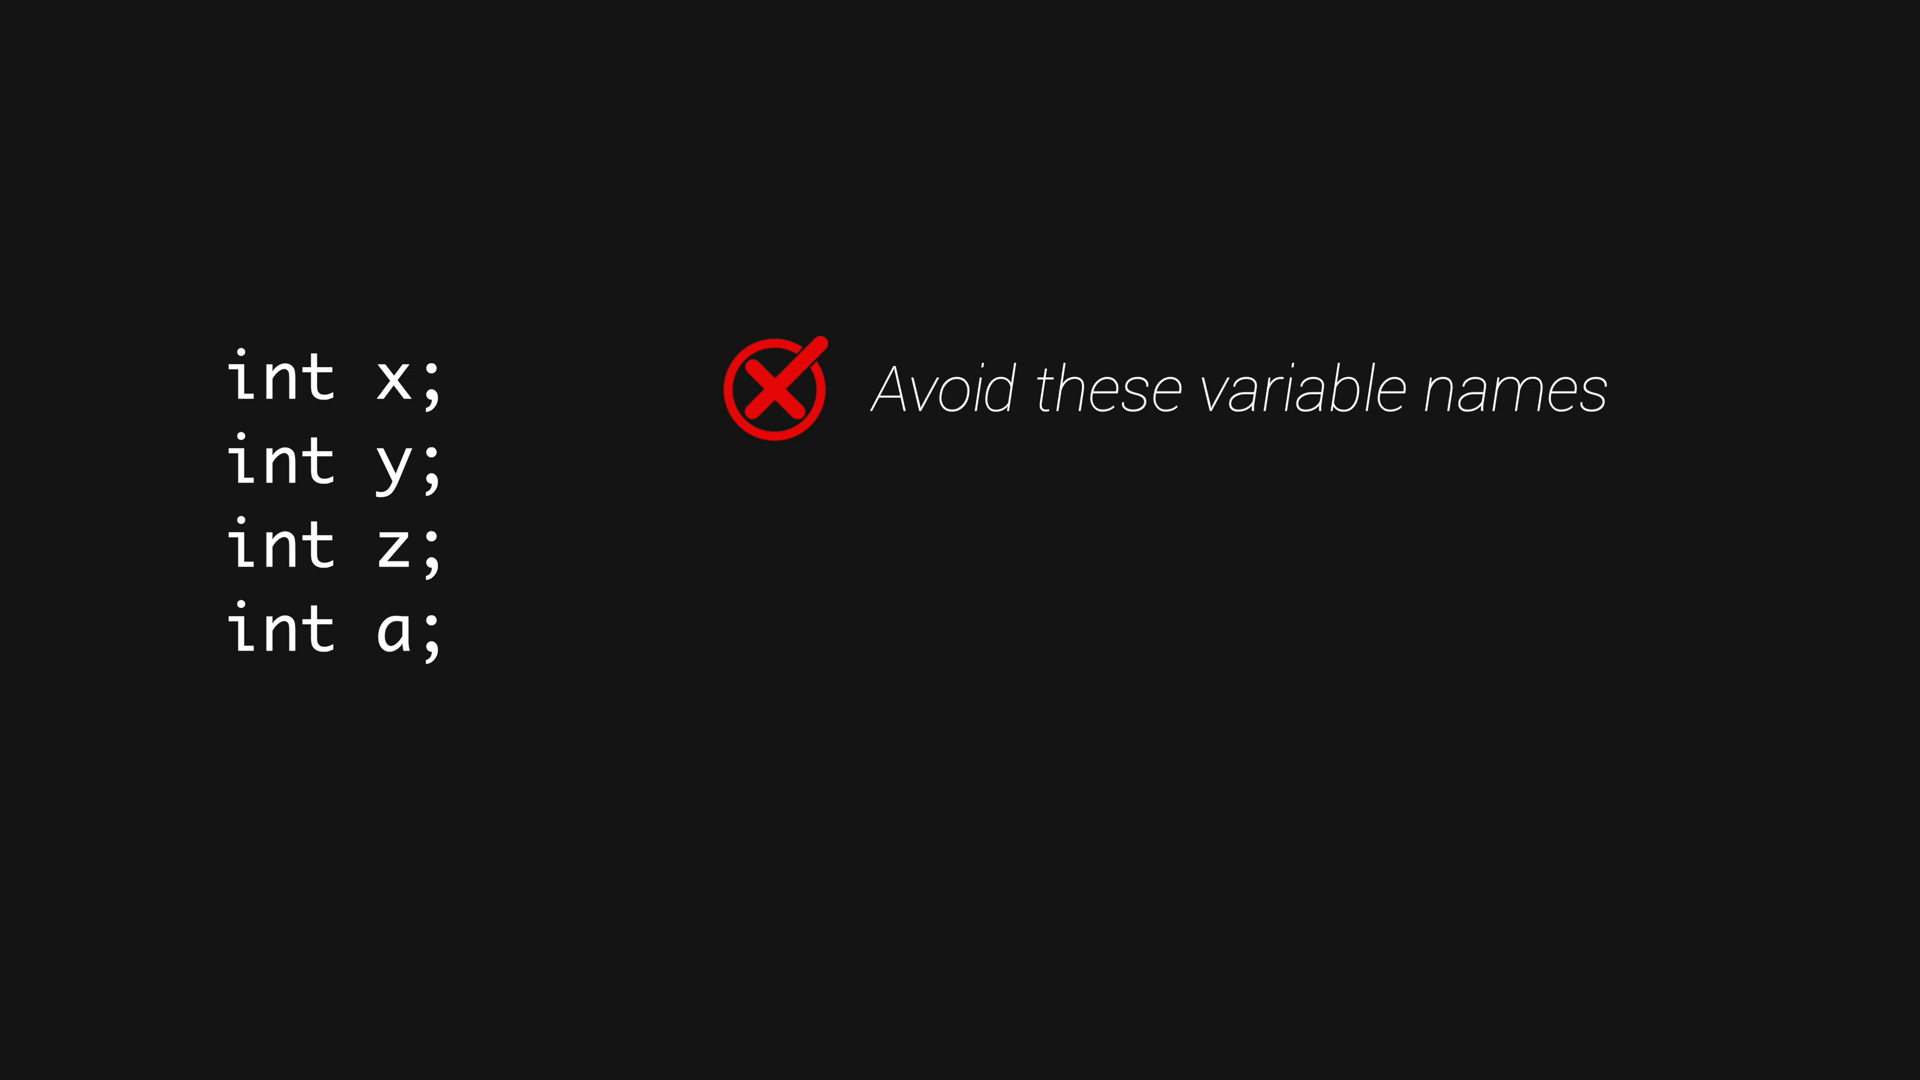 int x;
Avoid these variable names
int y;
int z;
int a;